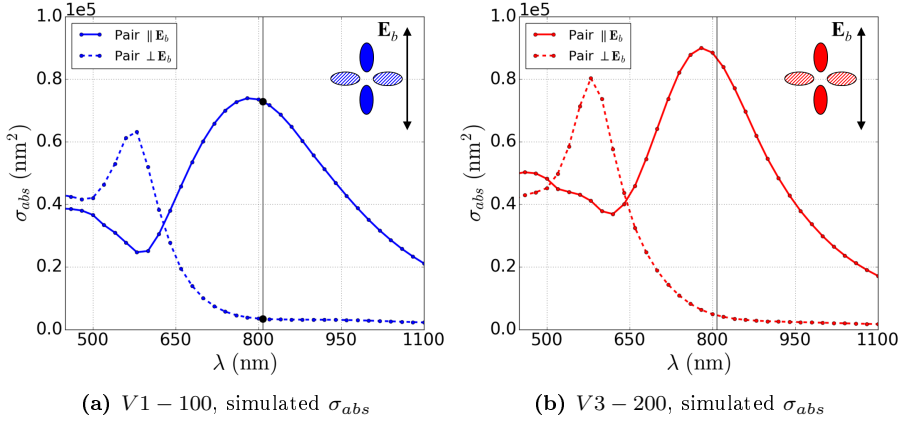 1.0 1e5
Pair ∥ E_b
Pair ⊥ E_b
E_b
0.8
0.6
0.4
0.2
0.0
σ_abs (nm²)
500 650 800 950 1100
λ (nm)
(a) V1 − 100, simulated σ_abs
1.0 1e5
Pair ∥ E_b
Pair ⊥ E_b
E_b
0.8
0.6
0.4
0.2
0.0
σ_abs (nm²)
500 650 800 950 1100
λ (nm)
(b) V3 − 200, simulated σ_abs